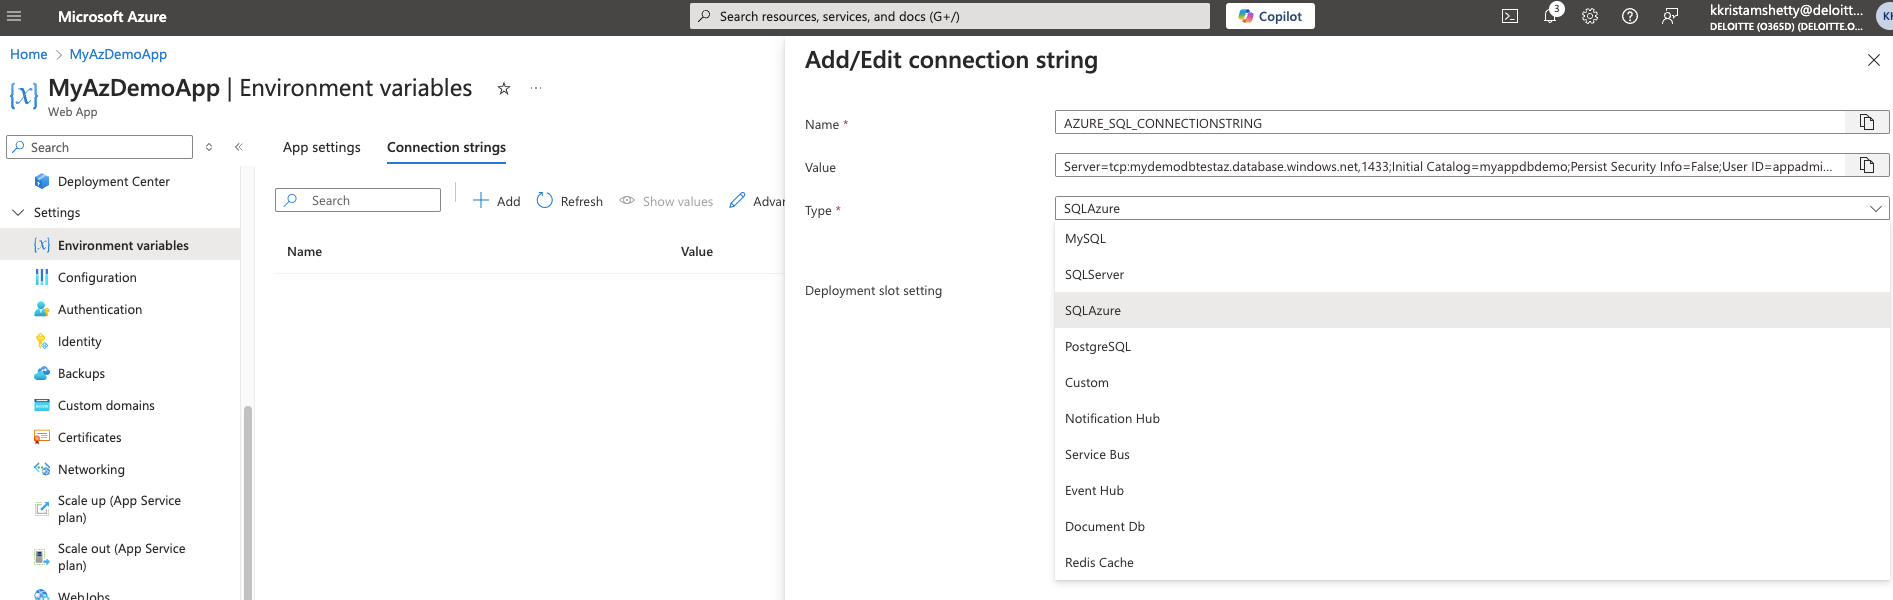 Microsoft Azure
Search resources, services, and docs (G+/)
Copilot
3
kkristamshetty@deloitt...
DELOITTE (O365D) (DELOITTE.O...
Home > MyAzDemoApp
MyAzDemoApp | Environment variables
Web App
Search
Deployment Center
Settings
Environment variables
Configuration
Authentication
Identity
Backups
Custom domains
Certificates
Networking
Scale up (App Service
plan)
Scale out (App Service
plan)
WebJobs
App settings Connection strings
Search
Add Refresh Show values Advan
Name Value
Add/Edit connection string
Name * AZURE_SQL_CONNECTIONSTRING
Value Server=tcp:mydemodbtestaz.database.windows.net,1433;Initial Catalog=myappdbdemo;Persist Security Info=False;User ID=appadmi...
Type * SQLAzure
MySQL
SQLServer
Deployment slot setting
SQLAzure
PostgreSQL
Custom
Notification Hub
Service Bus
Event Hub
Document Db
Redis Cache